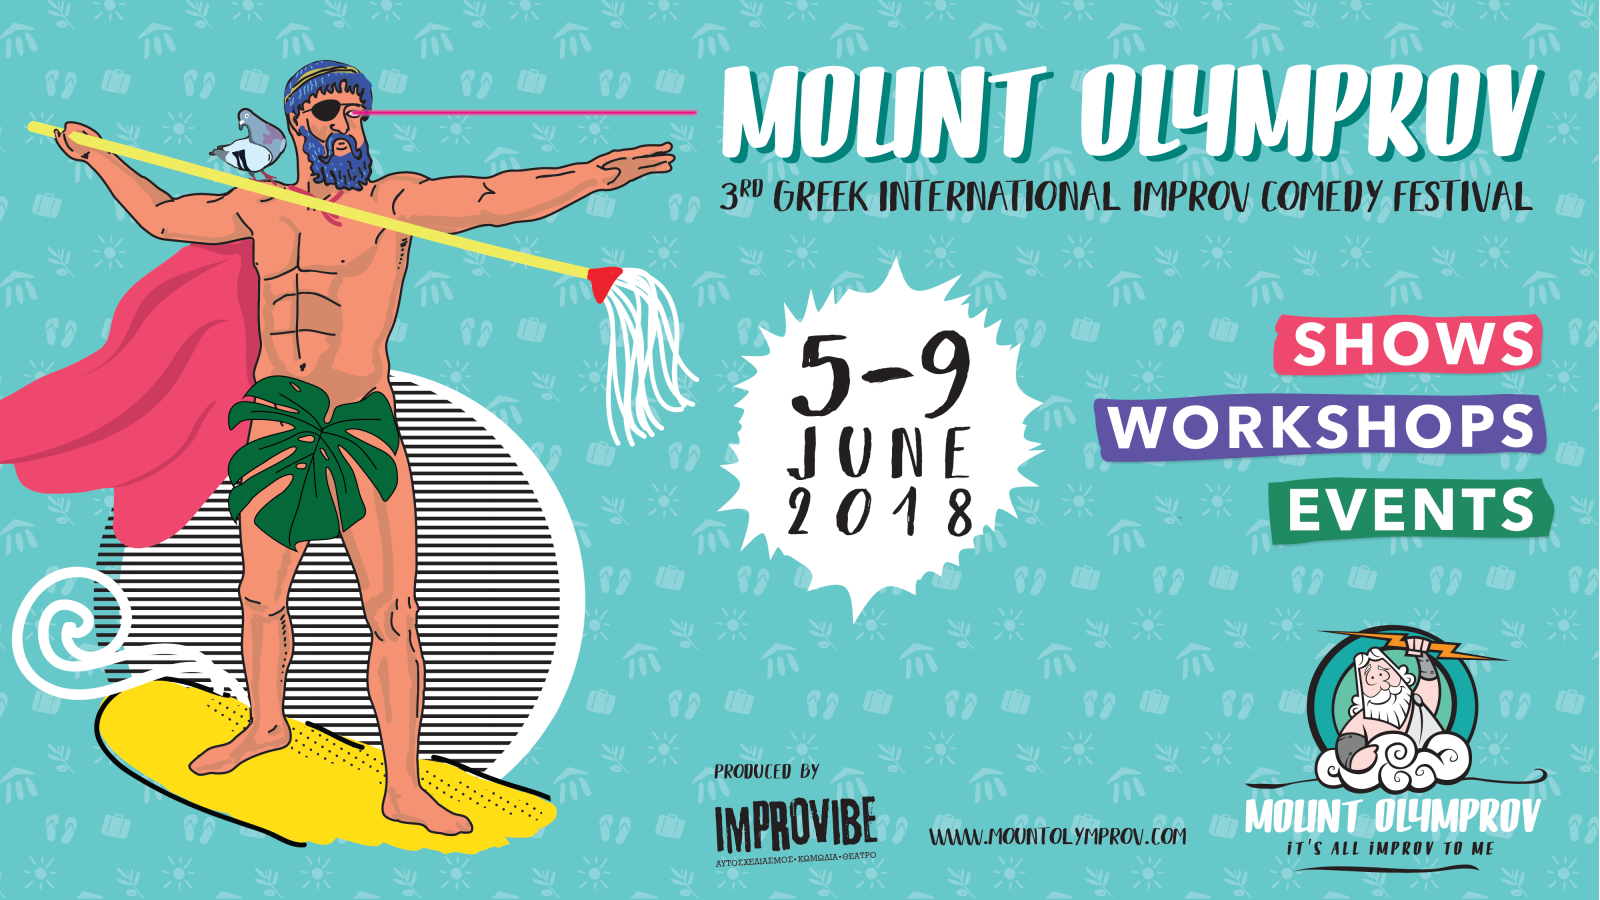 MOUNT OLYMPROV
3RD GREEK INTERNATIONAL IMPROV COMEDY FESTIVAL
5-9
JUNE
2018
SHOWS
WORKSHOPS
EVENTS
PRODUCED BY
IMPROVIBE
ΑΥΤΟΣΧΕΔΙΑΣΜΟΣ • ΚΩΜΩΔΙΑ • ΘΕΑΤΡΟ
WWW.MOUNTOLYMPROV.COM
MOUNT OLYMPROV
iT'S ALL iMPROV TO ME